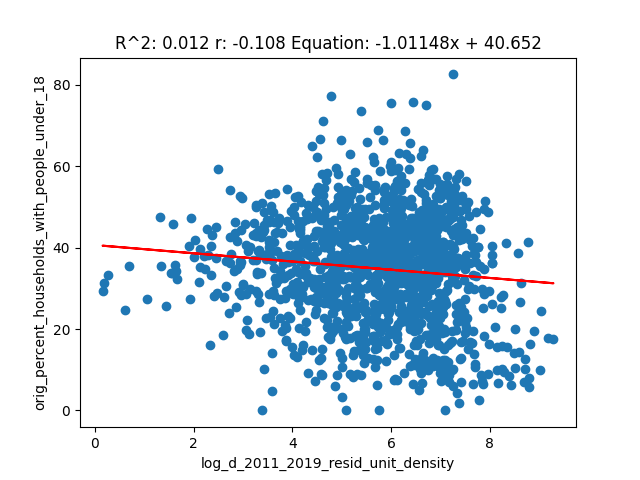 R^2: 0.012 r: -0.108 Equation: -1.01148x + 40.652
orig_percent_households_with_people_under_18
80
60
40
20
0
0 2 4 6 8
log_d_2011_2019_resid_unit_density